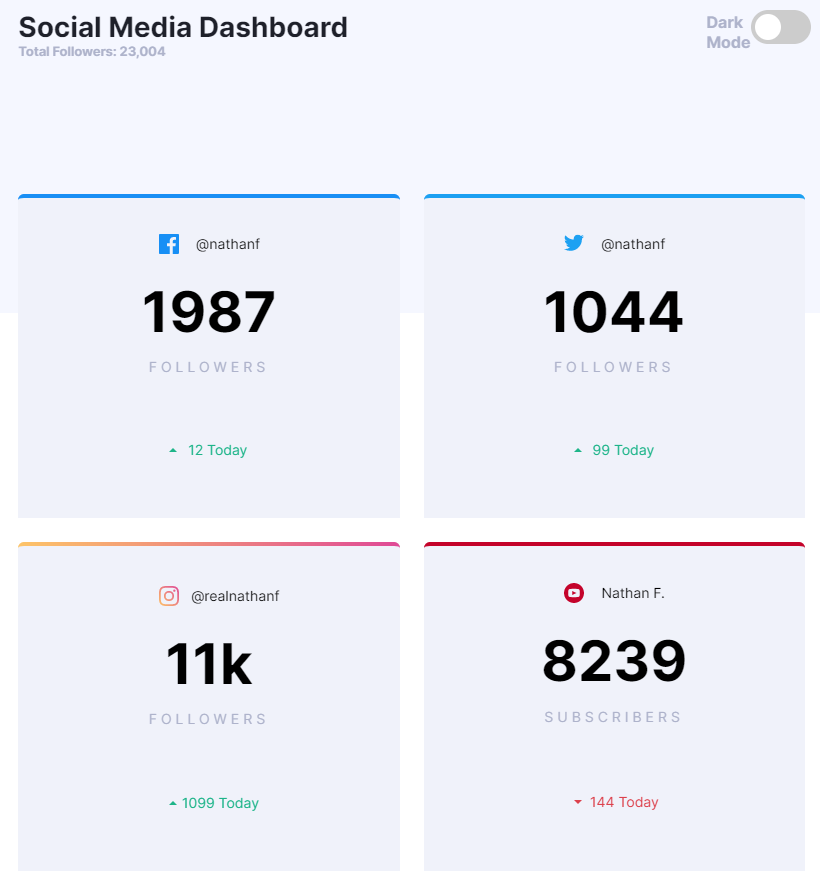 Social Media Dashboard
Total Followers: 23,004
Dark
Mode
@nathanf
1987
FOLLOWERS
12 Today
@nathanf
1044
FOLLOWERS
99 Today
@realnathanf
11k
FOLLOWERS
1099 Today
Nathan F.
8239
SUBSCRIBERS
144 Today